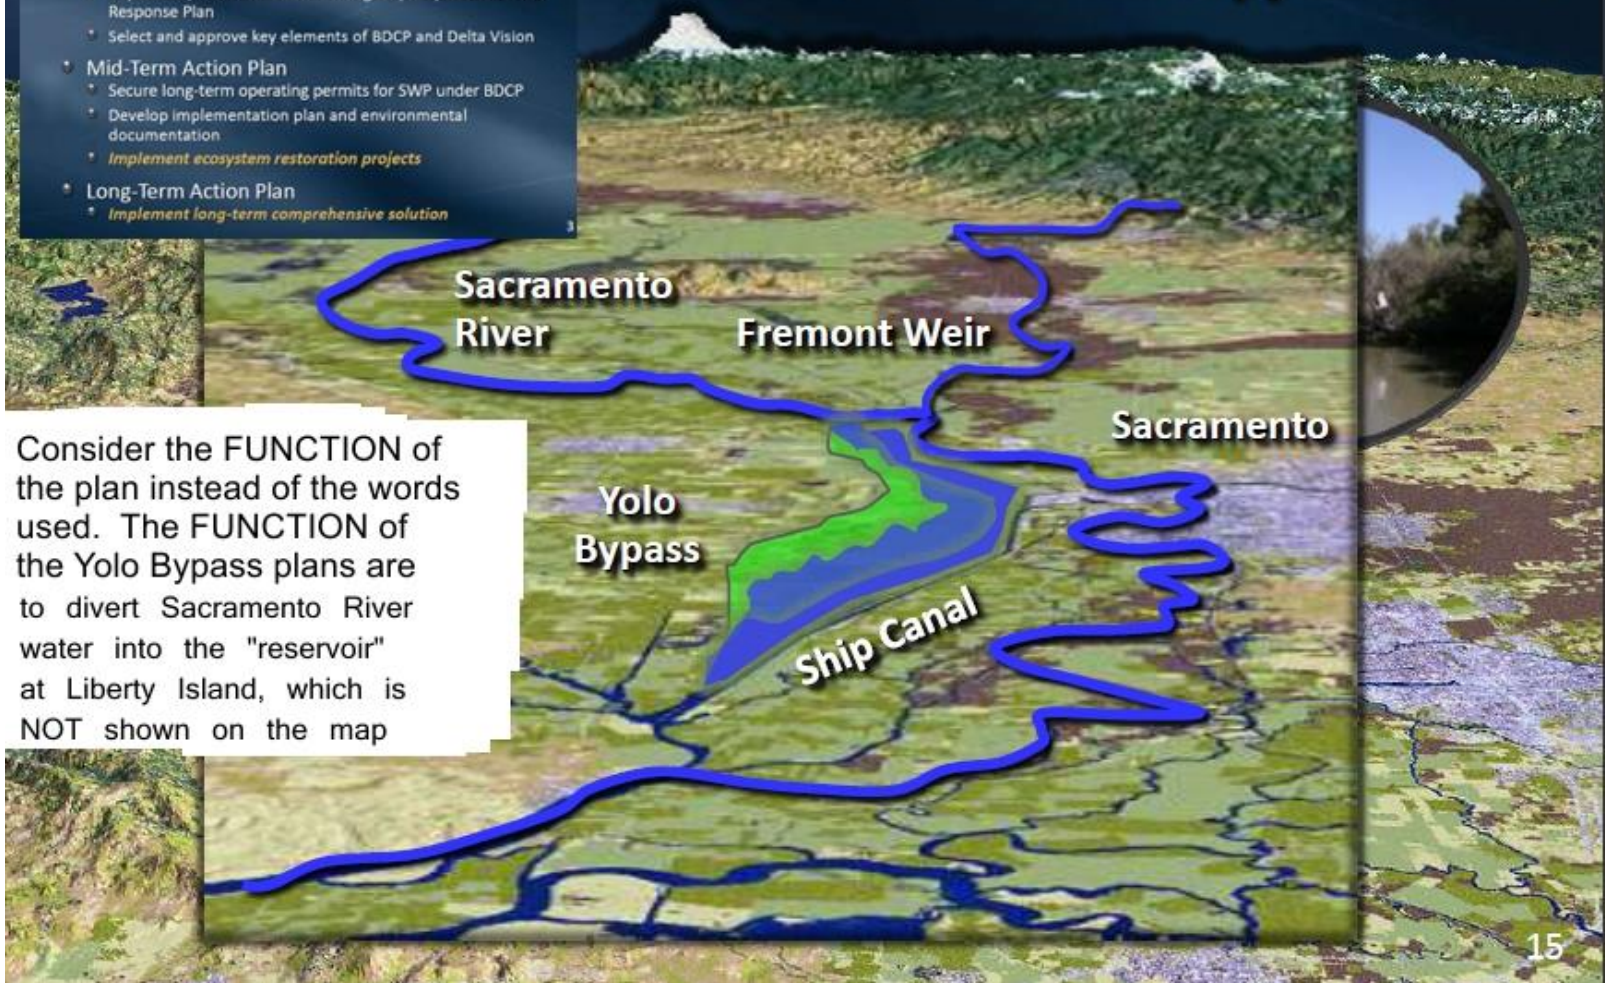 Response Plan
Select and approve key elements of BDCP and Delta Vision
Mid-Term Action Plan
Secure long-term operating permits for SWP under BDCP
Develop implementation plan and environmental
documentation
Implement ecosystem restoration projects
Long-Term Action Plan
Implement long-term comprehensive solution
3
Sacramento
River
Fremont Weir
Sacramento
Yolo
Bypass
Ship Canal
Consider the FUNCTION of
the plan instead of the words
used. The FUNCTION of
the Yolo Bypass plans are
to divert Sacramento River
water into the "reservoir"
at Liberty Island, which is
NOT shown on the map
15